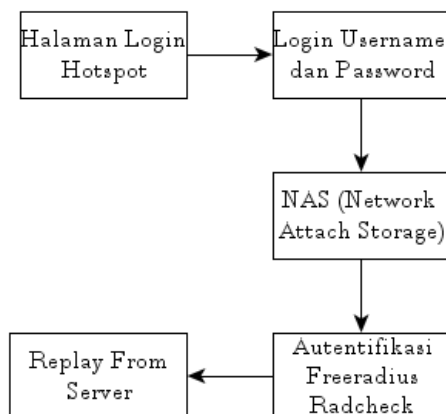 Halaman Login
Hotspot
Login Username
dan Password
NAS (Network
Attach Storage)
Autentifikasi
Freeradius
Radcheck
Replay From
Server